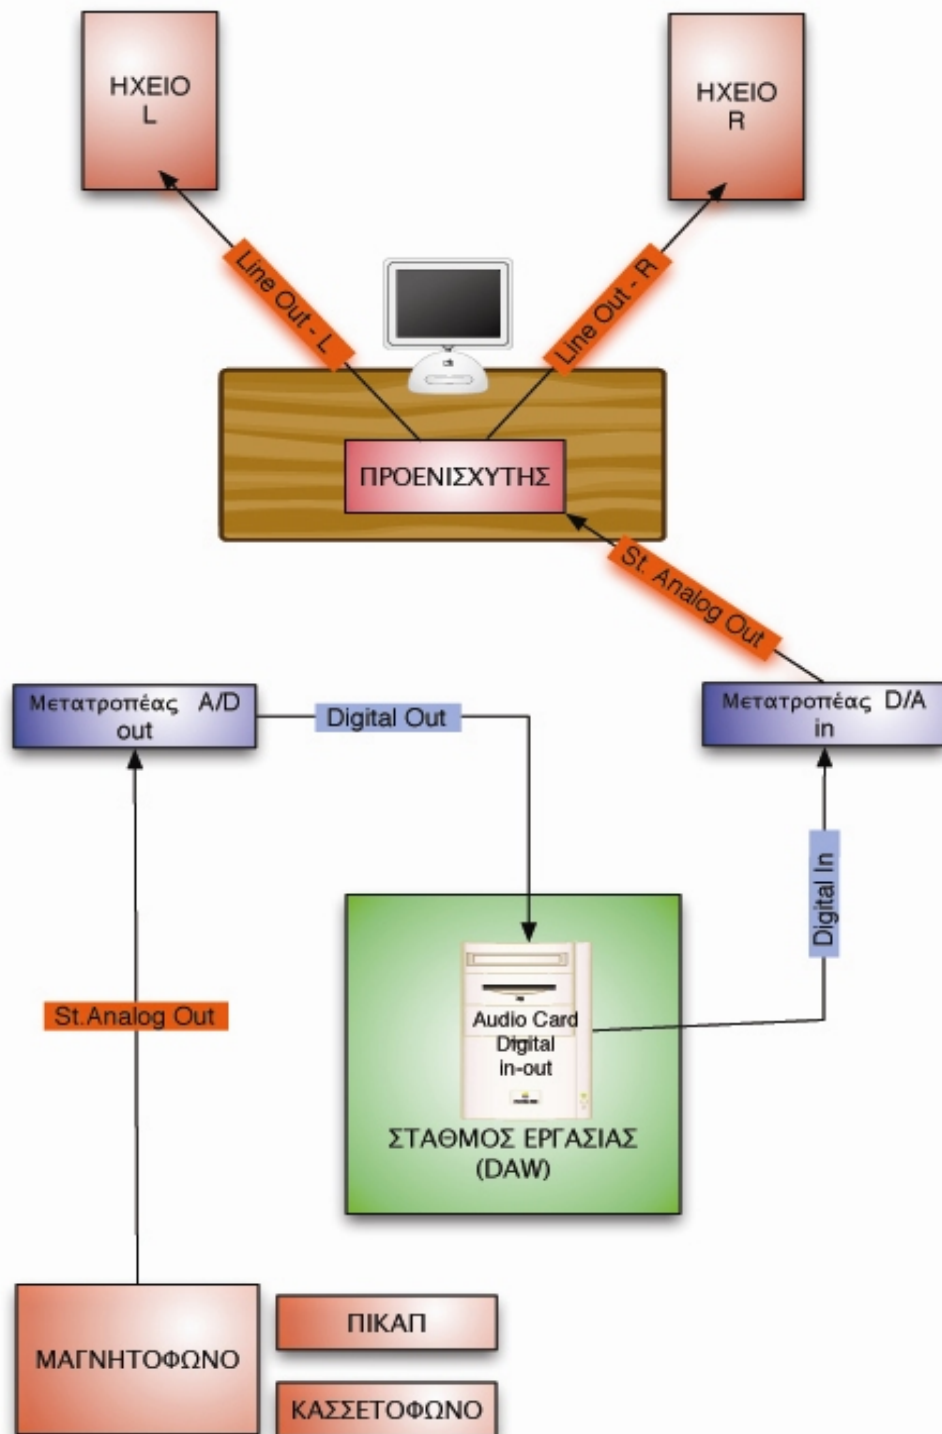 ΗΧΕΙΟ
L
ΗΧΕΙΟ
R
Line Out - L
Line Out - R
ΠΡΟΕΝΙΣΧΥΤΗΣ
St. Analog Out
Μετατροπέας A/D
out
Digital Out
Μετατροπέας D/A
in
Digital In
Audio Card
Digital
in-out
ΣΤΑΘΜΟΣ ΕΡΓΑΣΙΑΣ
(DAW)
St.Analog Out
ΜΑΓΝΗΤΟΦΩΝΟ
ΠΙΚΑΠ
ΚΑΣΣΕΤΟΦΩΝΟ